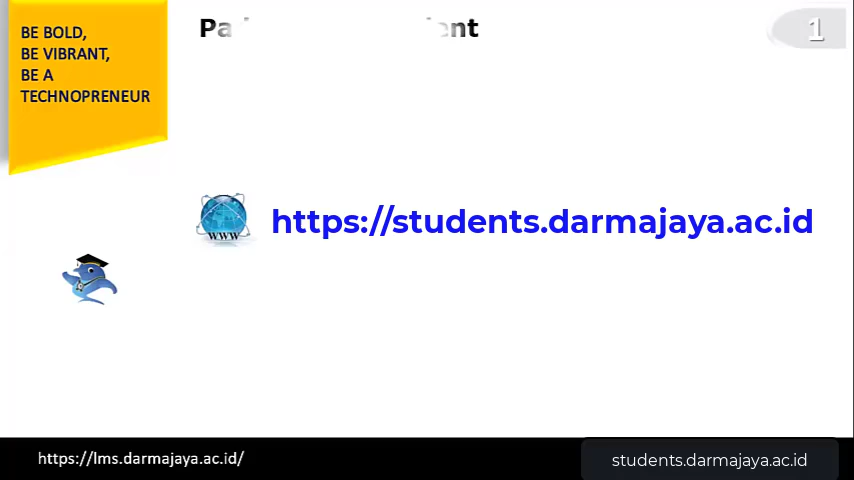 BE BOLD,
BE VIBRANT,
BE A
TECHNOPRENEUR
1
https://students.darmajaya.ac.id
WWW
https://lms.darmajaya.ac.id/
students.darmajaya.ac.id